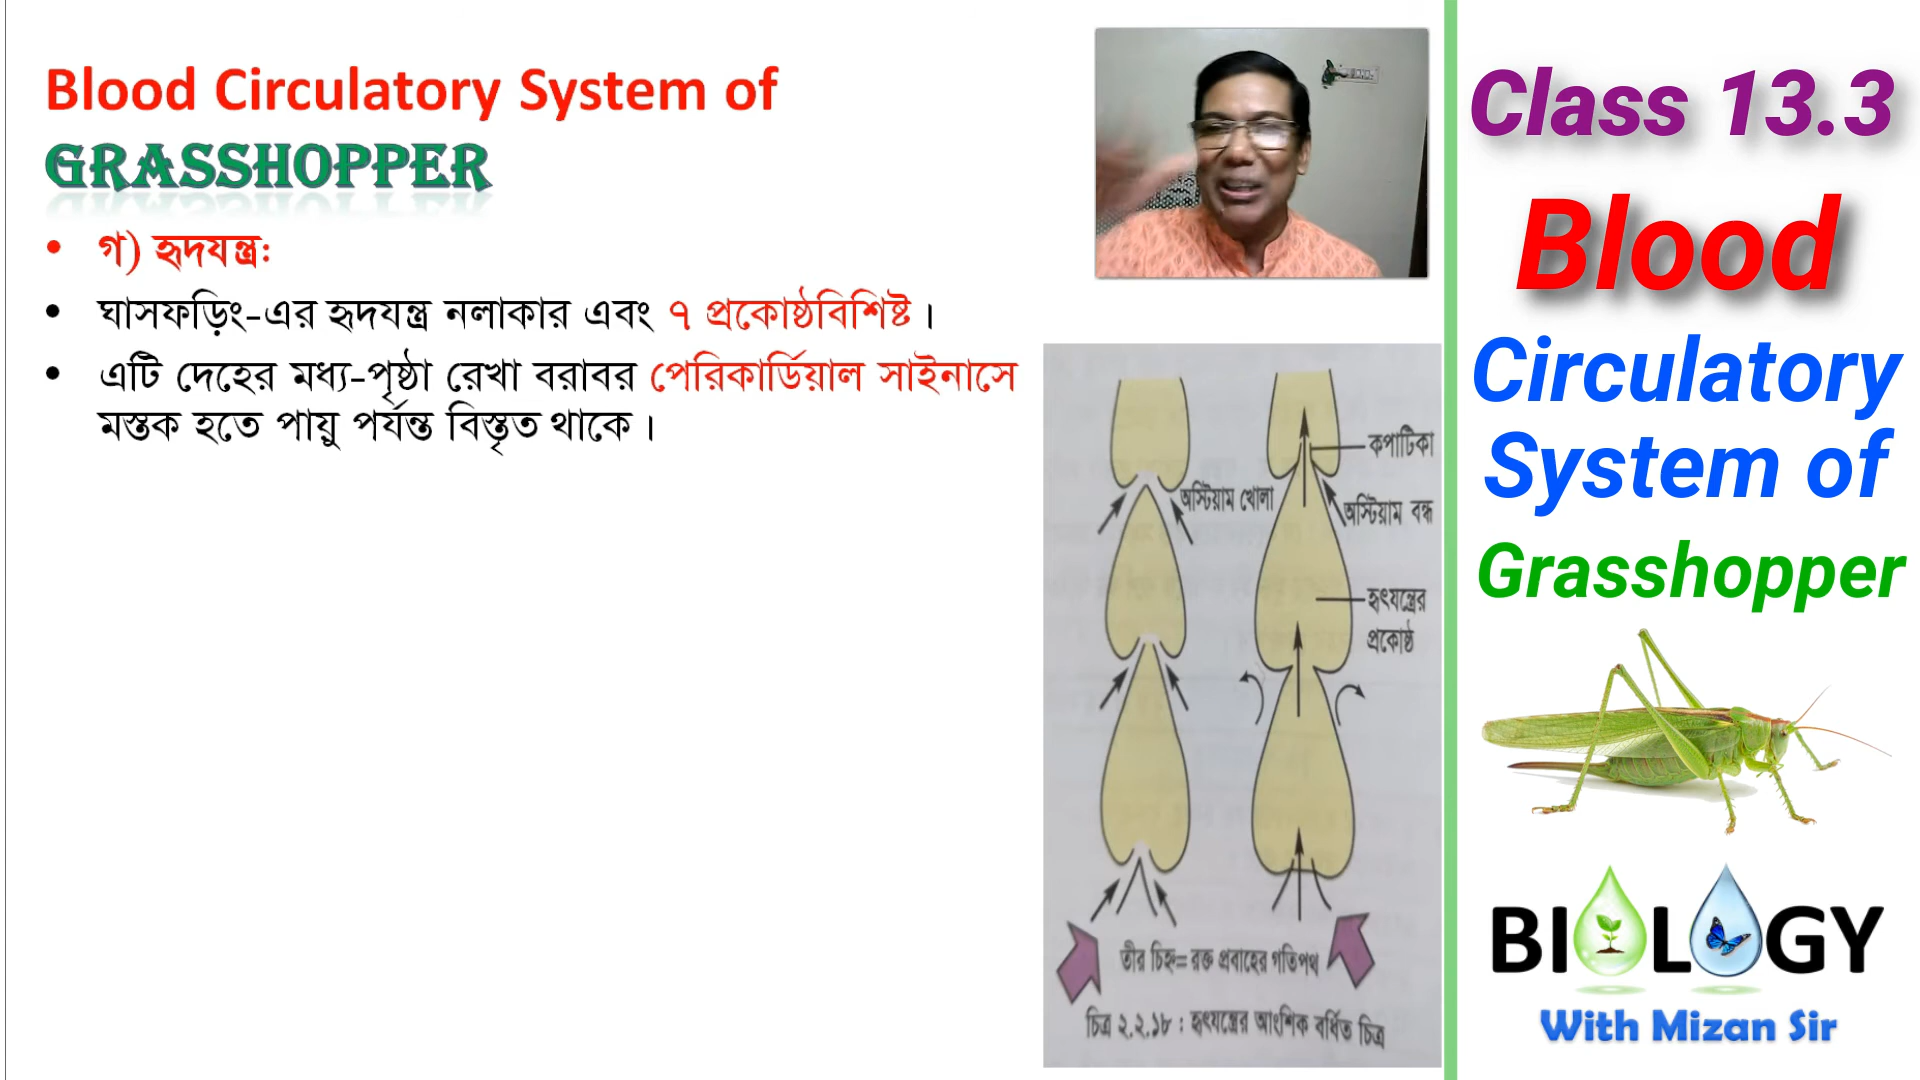 Blood Circulatory System of
GRASSHOPPER
• গ) হৃদযন্ত্র:
• ঘাসফড়িং-এর হৃদযন্ত্র নলাকার এবং ৭ প্রকোষ্ঠবিশিষ্ট।
• এটি দেহের মধ্য-পৃষ্ঠা রেখা বরাবর পেরিকার্ডিয়াল সাইনাসে
মস্তক হতে পায়ু পর্যন্ত বিস্তৃত থাকে।
কপাটিকা
অস্টিয়াম খোলা
অস্টিয়াম বন্ধ
হৃৎযন্ত্রের
প্রকোষ্ঠ
তীর চিহ্ন= রক্ত প্রবাহের গতিপথ
চিত্র ২.২.১৮ : হৃৎযন্ত্রের আংশিক বর্ধিত চিত্র
Class 13.3
Blood
Circulatory
System of
Grasshopper
BIOLOGY
With Mizan Sir